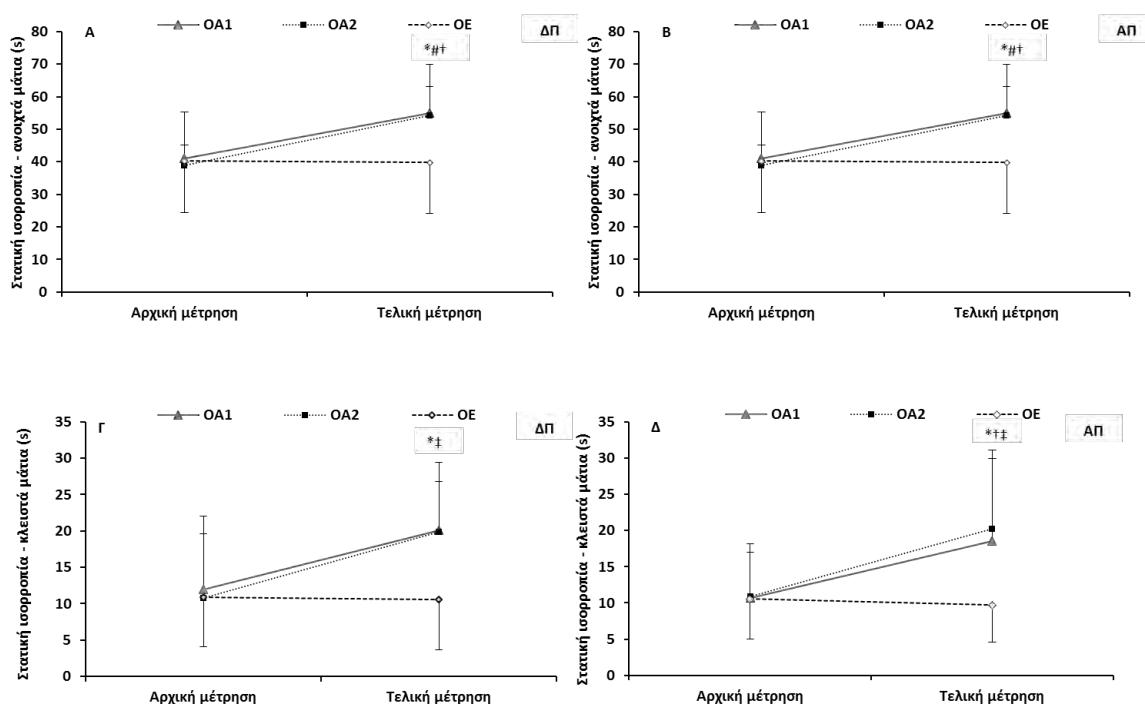 Α
ΟΑ1 ΟΑ2 ΟΕ
ΔΠ
*#†
Στατική ισορροπία - ανοιχτά μάτια (s)
80
70
60
50
40
30
20
10
0
Αρχική μέτρηση Τελική μέτρηση
Β
ΟΑ1 ΟΑ2 ΟΕ
ΑΠ
*#†
Στατική ισορροπία - ανοιχτά μάτια (s)
80
70
60
50
40
30
20
10
0
Αρχική μέτρηση Τελική μέτρηση
Γ
ΟΑ1 ΟΑ2 ΟΕ
ΔΠ
*‡
Στατική ισορροπία - κλειστά μάτια (s)
35
30
25
20
15
10
5
0
Αρχική μέτρηση Τελική μέτρηση
Δ
ΟΑ1 ΟΑ2 ΟΕ
ΑΠ
*†‡
Στατική ισορροπία - κλειστά μάτια (s)
35
30
25
20
15
10
5
0
Αρχική μέτρηση Τελική μέτρηση